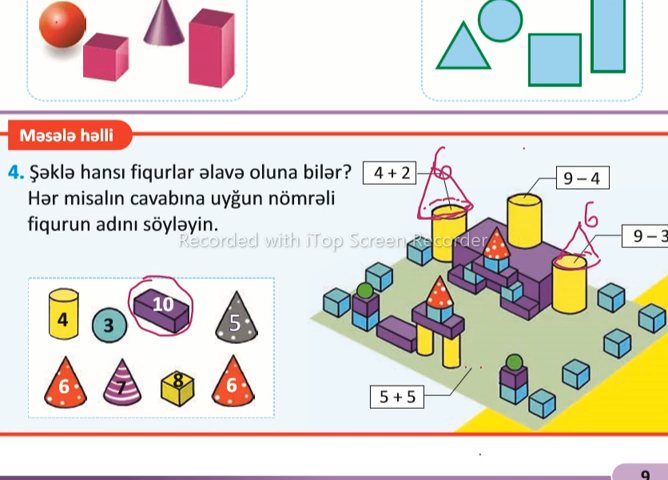 Məsələ həlli
4. Şəklə hansı fiqurlar əlavə oluna bilər?
Hər misalın cavabına uyğun nömrəli
fiqurun adını söyləyin.
4 + 2
6
9 – 4
6
9 – 3
Recorded with iTop Screen Recorder
4
3
10
5
6
7
8
6
5 + 5
9